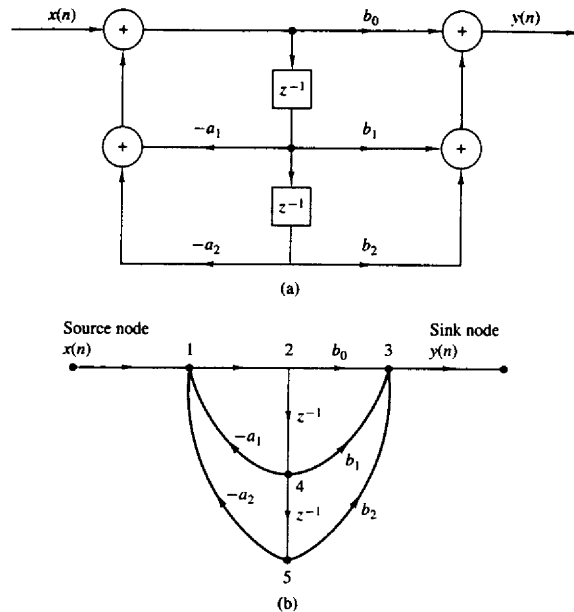 x(n) b₀ y(n)
+ +
z⁻¹
−a₁ b₁
+ +
z⁻¹
−a₂ b₂
(a)
Source node Sink node
x(n) 1 2 b₀ 3 y(n)
z⁻¹
−a₁ b₁
4
−a₂ z⁻¹ b₂
5
(b)